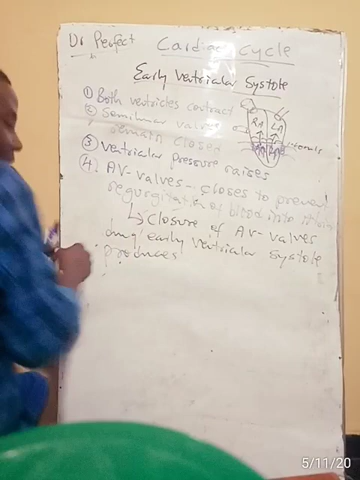 Dr Perfect
Cardiac Cycle
Early Ventricular Systole
① Both ventricles contract
② Semilunar valves
remain closed
RA LA
③ Ventricular pressure raises
④ AV-valves - closes to prevent
regurgitation of blood into
↳ Closure of AV-valves
during early Ventricular Systole
produces
5/11/20